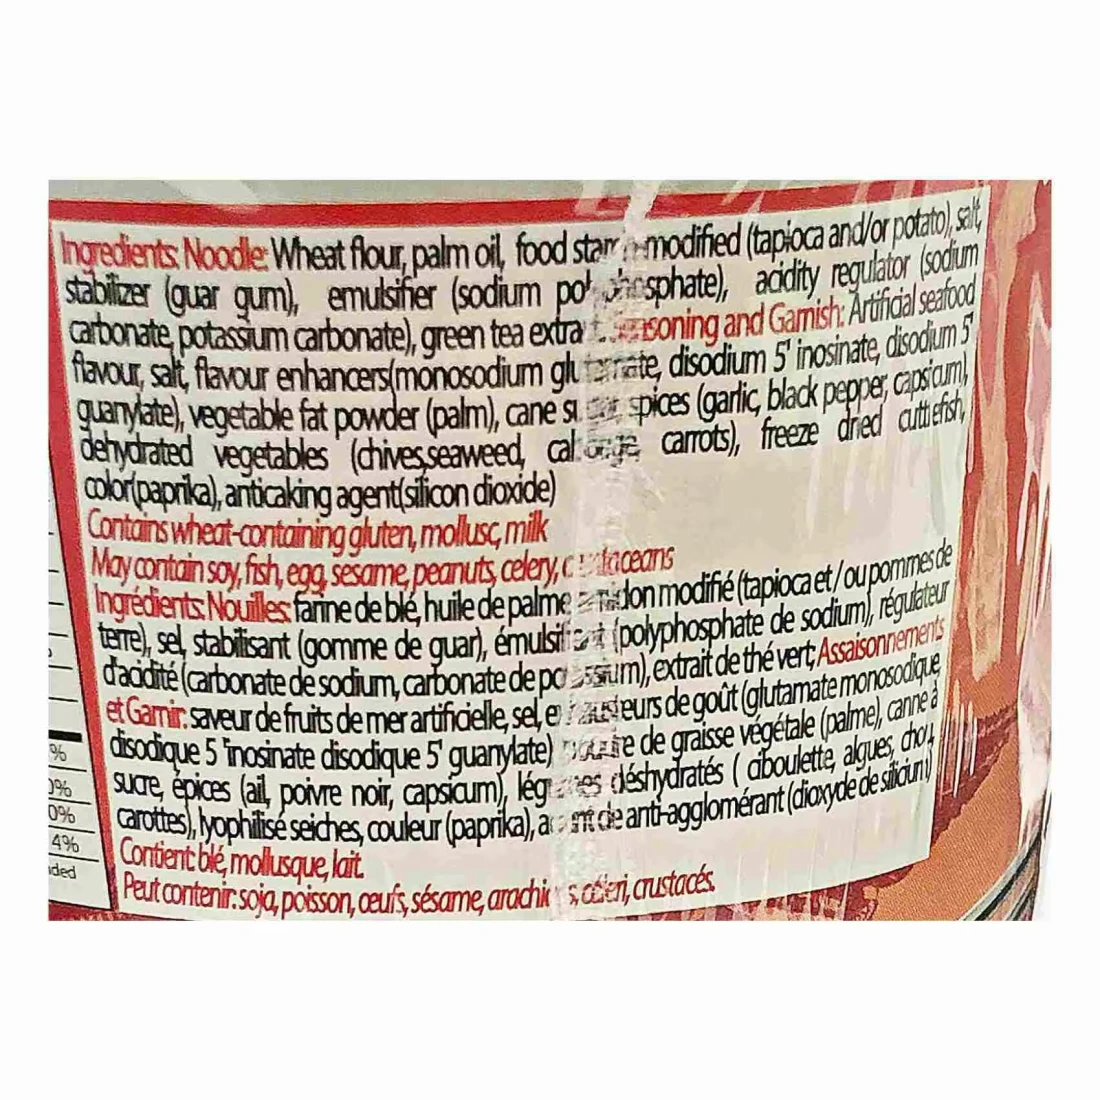 Ingredients: Noodle: Wheat flour, palm oil, food starch-modified (tapioca and/or potato), salt,
stabilizer (guar gum), emulsifier (sodium polyphosphate), acidity regulator (sodium
carbonate, potassium carbonate), green tea extract. Seasoning and Garnish: Artificial seafood
flavour, salt, flavour enhancers(monosodium glutamate, disodium 5' inosinate, disodium 5'
guanylate), vegetable fat powder (palm), cane sugar, spices (garlic, black pepper, capsicum),
dehydrated vegetables (chives,seaweed, cabbage, carrots), freeze dried cuttlefish,
color(paprika), anticaking agent(silicon dioxide)
Contains wheat-containing gluten, mollusc, milk
May contain soy, fish, egg, sesame, peanuts, celery, crustaceans
Ingrédients: Nouilles: farine de blé, huile de palme amidon modifié (tapioca et / ou pommes de
terre), sel, stabilisant (gomme de guar), émulsifiant (polyphosphate de sodium), régulateur
d'acidité (carbonate de sodium, carbonate de potassium), extrait de thé vert; Assaisonnements
et Garnir: saveur de fruits de mer artificielle, sel, exhausteurs de goût (glutamate monosodique,
disodique 5 'inosinate disodique 5' guanylate) poudre de graisse végétale (palme), canne à
sucre, épices (ail, poivre noir, capsicum), légumes déshydratés ( ciboulette, algues, chou,
carottes), lyophilisé seiches, couleur (paprika), agent de anti-agglomérant (dioxyde de silicium)
Contient: blé, mollusque, lait.
Peut contenir: soja, poisson, œufs, sésame, arachides, céleri, crustacés.
%
0%
0%
4%